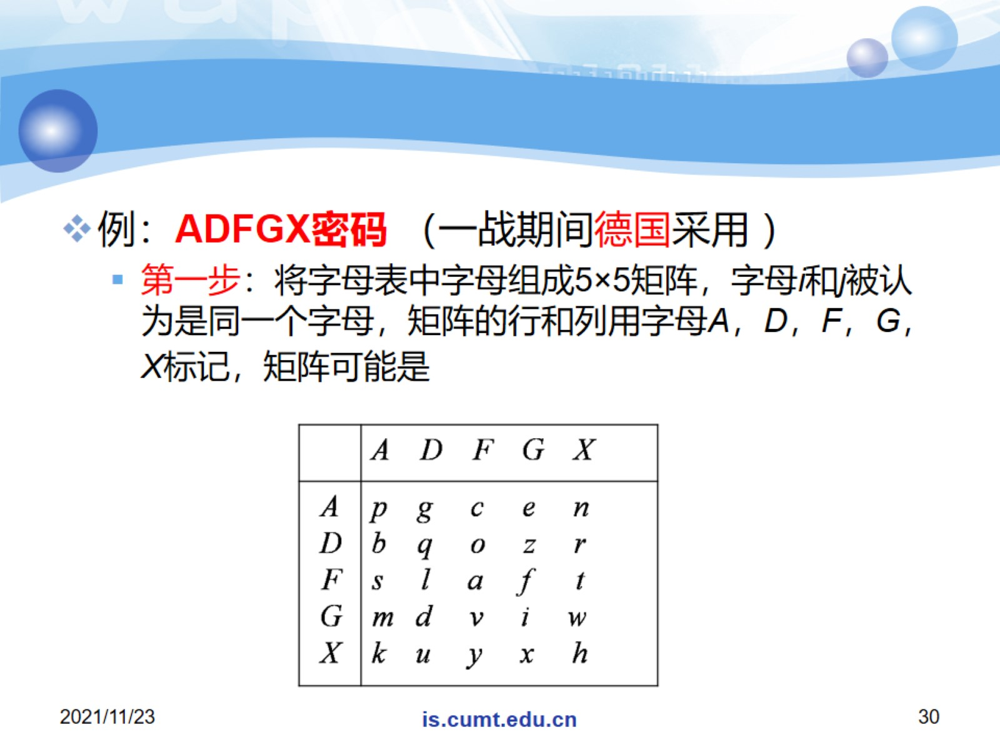 例：ADFGX密码 （一战期间德国采用 ）
第一步：将字母表中字母组成5×5矩阵，字母i和j被认
为是同一个字母，矩阵的行和列用字母A，D，F，G，
X标记，矩阵可能是
A D F G X
A p g c e n
D b q o z r
F s l a f t
G m d v i w
X k u y x h
2021/11/23
is.cumt.edu.cn
30